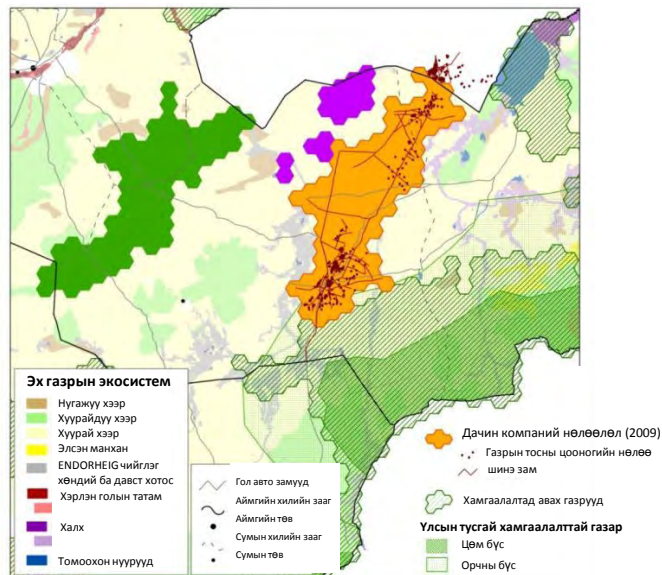 Эх газрын экосистем
Нугажуу хээр
Хуурайдуу хээр
Хуурай хээр
Элсэн манхан
ENDORHEIG чийглэг
хөндий ба давст хотос
Хэрлэн голын татам
Халх
Томоохон нуурууд
Гол авто замууд
Аймгийн хилийн зааг
Аймгийн төв
Сумын хилийн зааг
Сумын төв
Дачин компаний нөлөөлөл (2009)
Газрын тосны цооногийн нөлөө
шинэ зам
Хамгаалалтад авах газрууд
Улсын тусгай хамгаалалттай газар
Цөм бүс
Орчны бүс